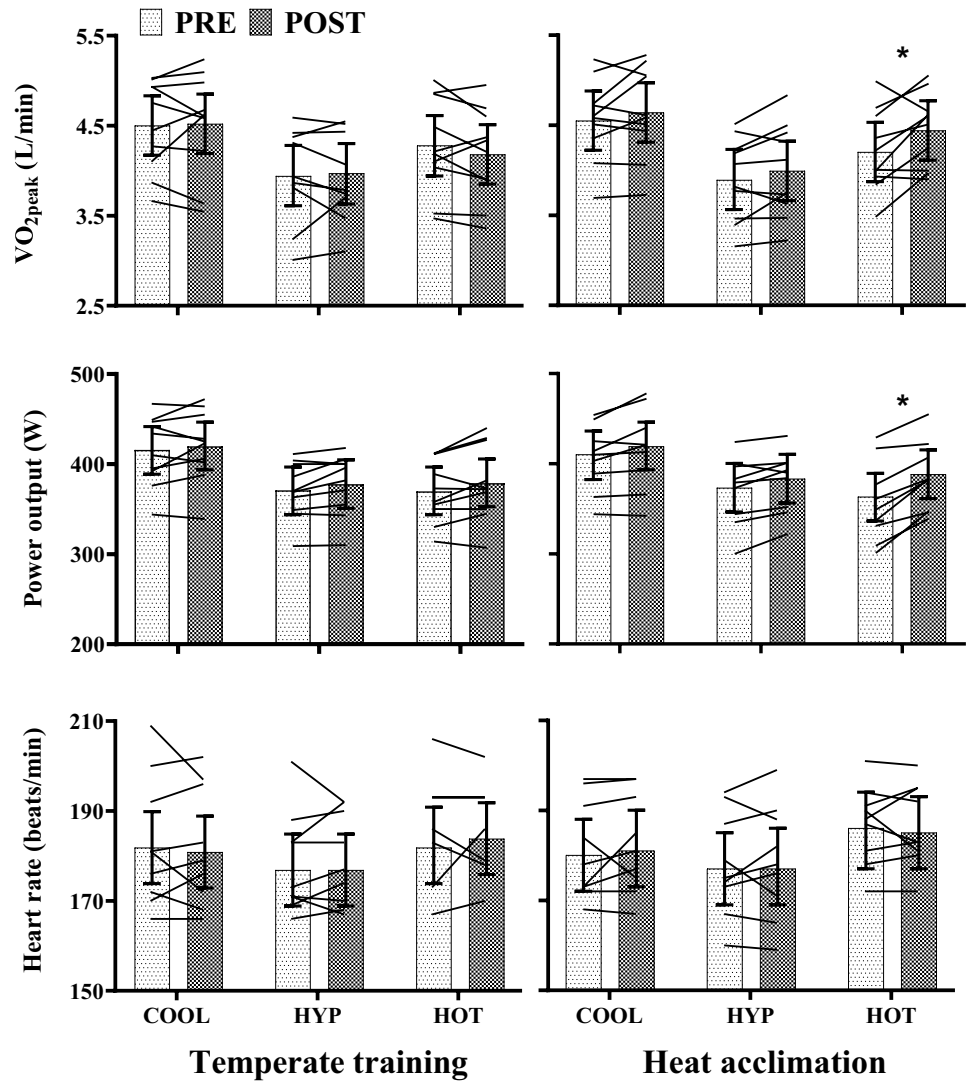 PRE POST
VO2peak (L/min)
5.5
4.5
3.5
2.5
*
Power output (W)
500
400
300
200
*
Heart rate (beats/min)
210
190
170
150
COOL HYP HOT COOL HYP HOT
Temperate training Heat acclimation